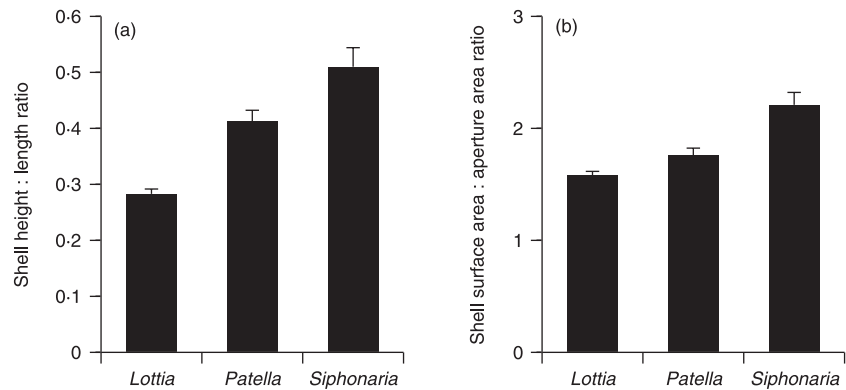 (a)
Shell height : length ratio
0·6
0·5
0·4
0·3
0·2
0·1
0
Lottia Patella Siphonaria
(b)
Shell surface area : aperture area ratio
3
2
1
0
Lottia Patella Siphonaria